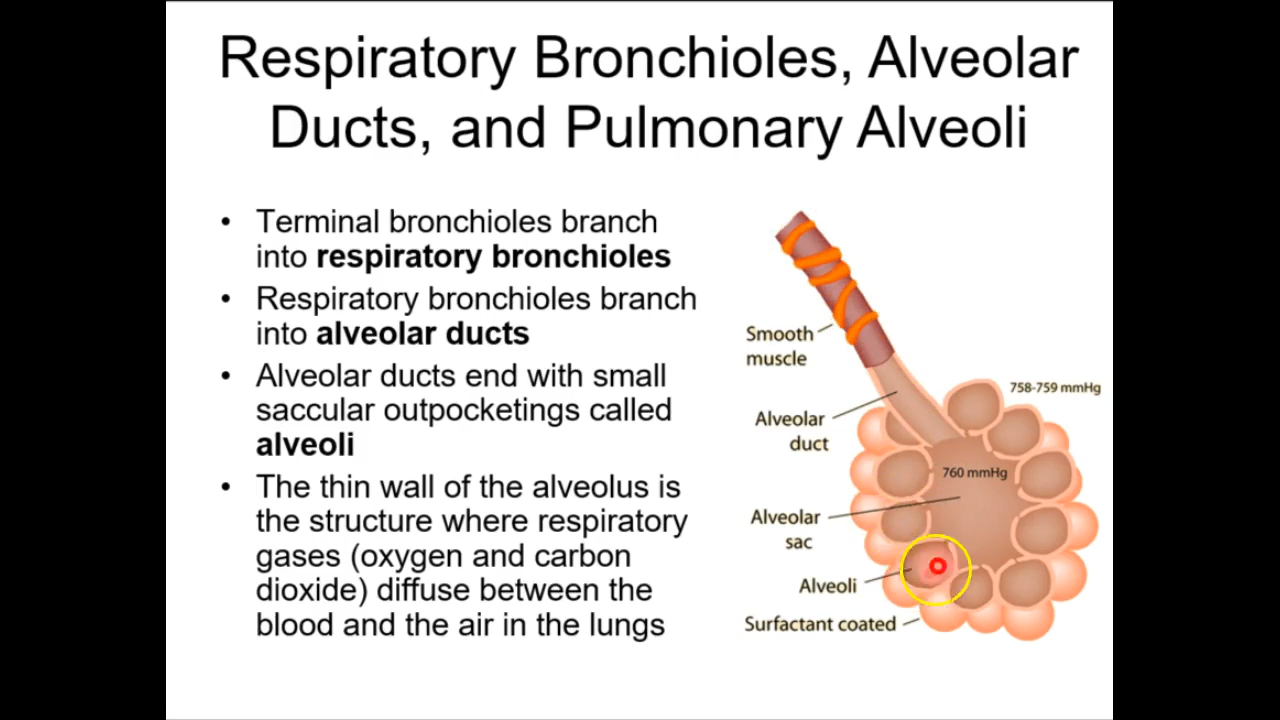 Respiratory Bronchioles, Alveolar
Ducts, and Pulmonary Alveoli
• Terminal bronchioles branch
into respiratory bronchioles
• Respiratory bronchioles branch
into alveolar ducts
• Alveolar ducts end with small
saccular outpocketings called
alveoli
• The thin wall of the alveolus is
the structure where respiratory
gases (oxygen and carbon
dioxide) diffuse between the
blood and the air in the lungs
Smooth
muscle
758-759 mmHg
Alveolar
duct
760 mmHg
Alveolar
sac
Alveoli
Surfactant coated